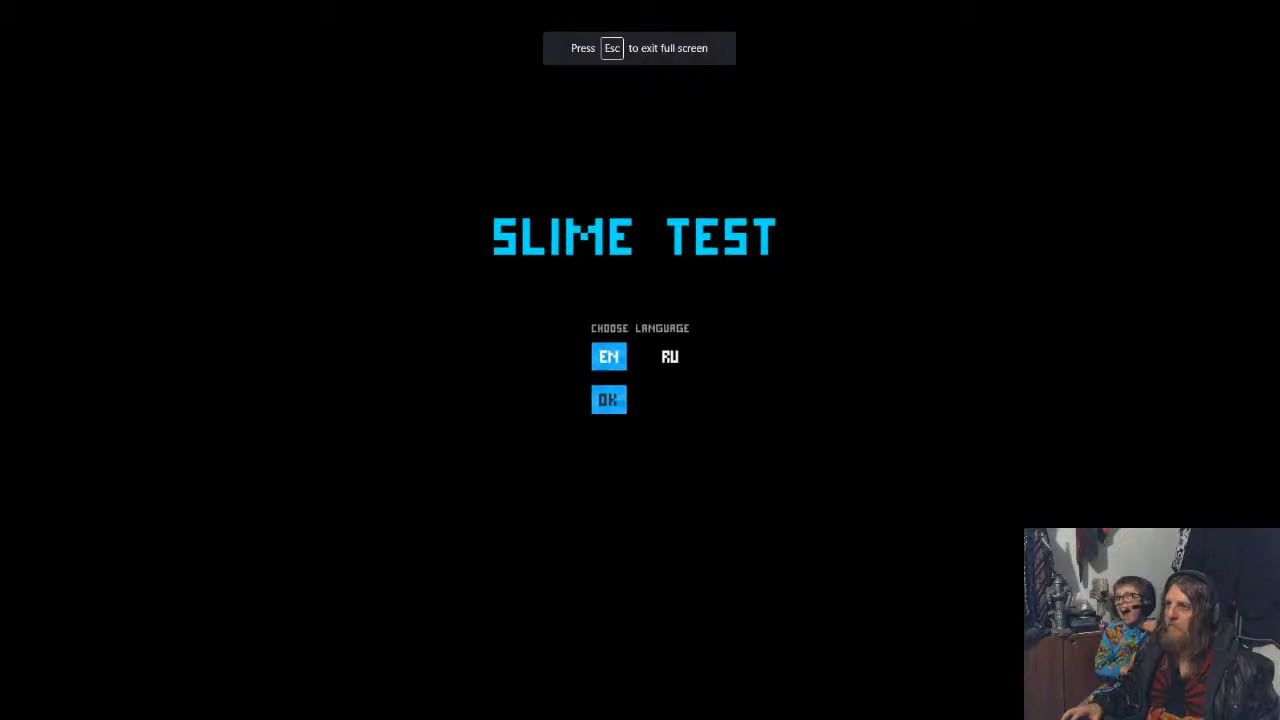 Press Esc to exit full screen
SLIME TEST
CHOOSE LANGUAGE
EN RU
OK